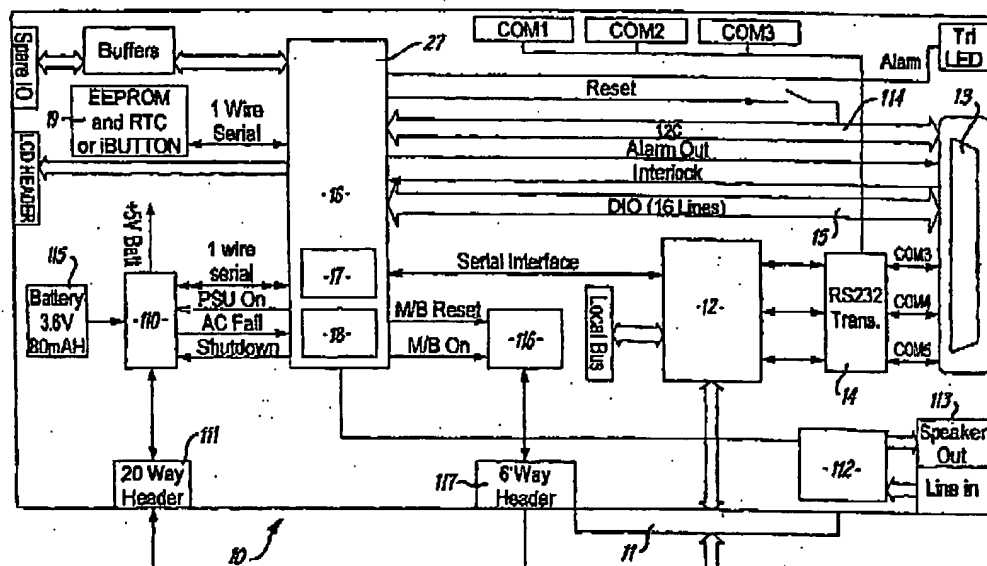 COM1
COM2
COM3
Tri
LED
Spare IO
Buffers
27
Alarm
Reset
114
13
19
EEPROM
and RTC
or iBUTTON
1 Wire
Serial
I2C
Alarm Out
Interlock
LCD HEADER
-16-
DIO (16 Lines)
15
+5V Batt
115
Battery
3.6V
80mAH
-110-
1 wire
serial
PSU On
AC Fail
Shutdown
-17-
-18-
Serial Interface
M/B Reset
M/B On
-116-
Local Bus
-12-
RS232
Trans.
14
COM3
COM4
COM5
111
20 Way
Header
117
6 Way
Header
-112-
113
Speaker
Out
Line in
10
11